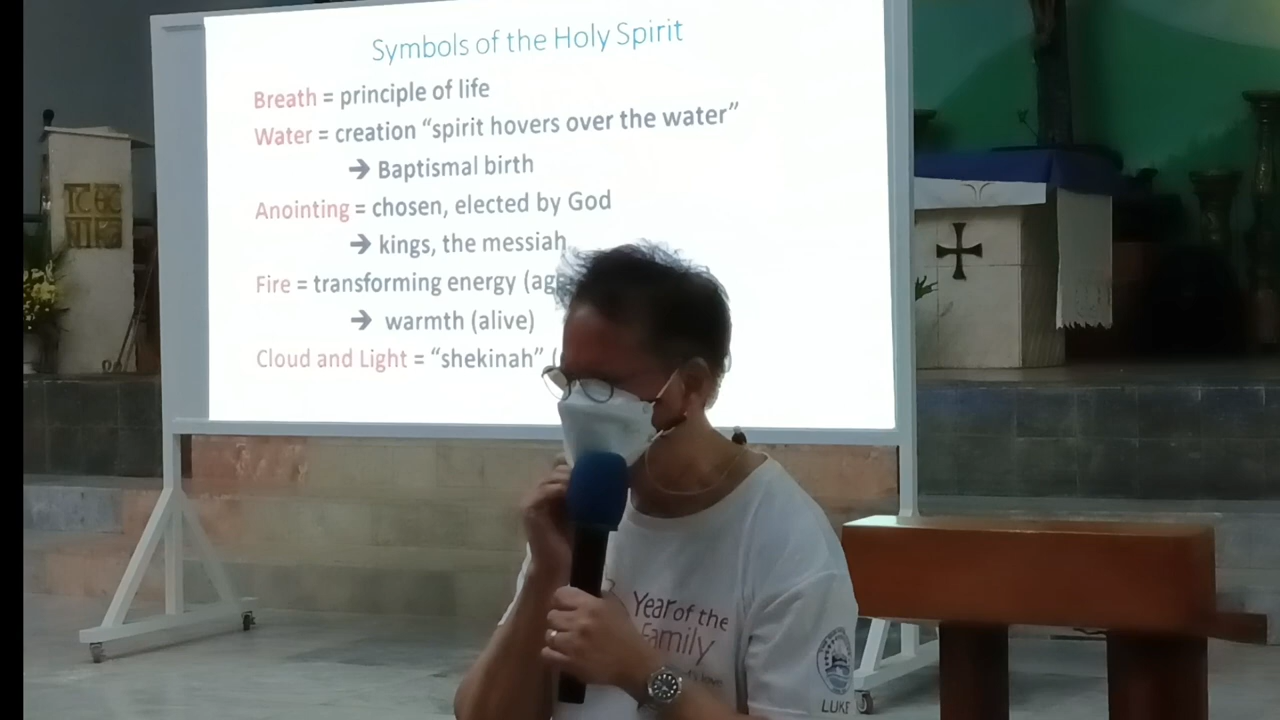 Symbols of the Holy Spirit
Breath = principle of life
Water = creation “spirit hovers over the water”
➔ Baptismal birth
Anointing = chosen, elected by God
➔ kings, the messiah
Fire = transforming energy (
➔ warmth (alive)
Cloud and Light = “shekinah” (
Year of the
Family
LUKE